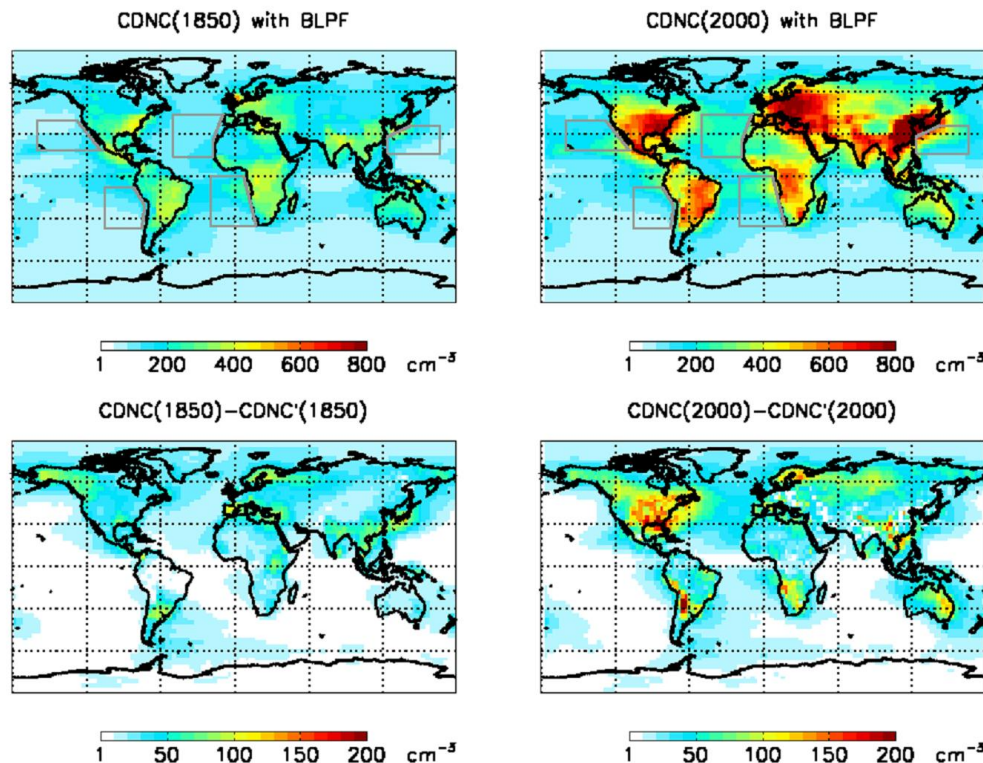 CDNC(1850) with BLPF
CDNC(2000) with BLPF
1 200 400 600 800 cm⁻³
1 200 400 600 800 cm⁻³
CDNC(1850)-CDNC'(1850)
CDNC(2000)-CDNC'(2000)
1 50 100 150 200 cm⁻³
1 50 100 150 200 cm⁻³